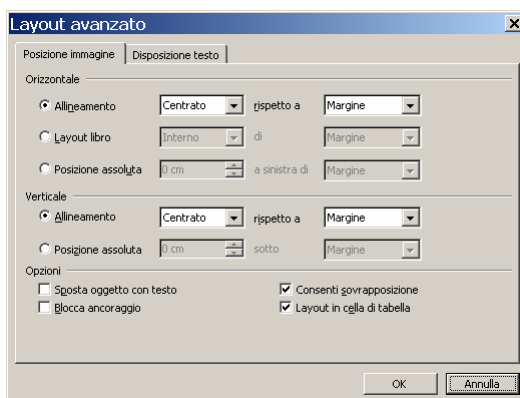 Layout avanzato
Posizione immagine Disposizione testo
Orizzontale
Allineamento Centrato rispetto a Margine
Layout libro Interno di Margine
Posizione assoluta 0 cm a sinistra di Margine
Verticale
Allineamento Centrato rispetto a Margine
Posizione assoluta 0 cm sotto Margine
Opzioni
Sposta oggetto con testo Consenti sovrapposizione
Blocca ancoraggio Layout in cella di tabella
OK Annulla